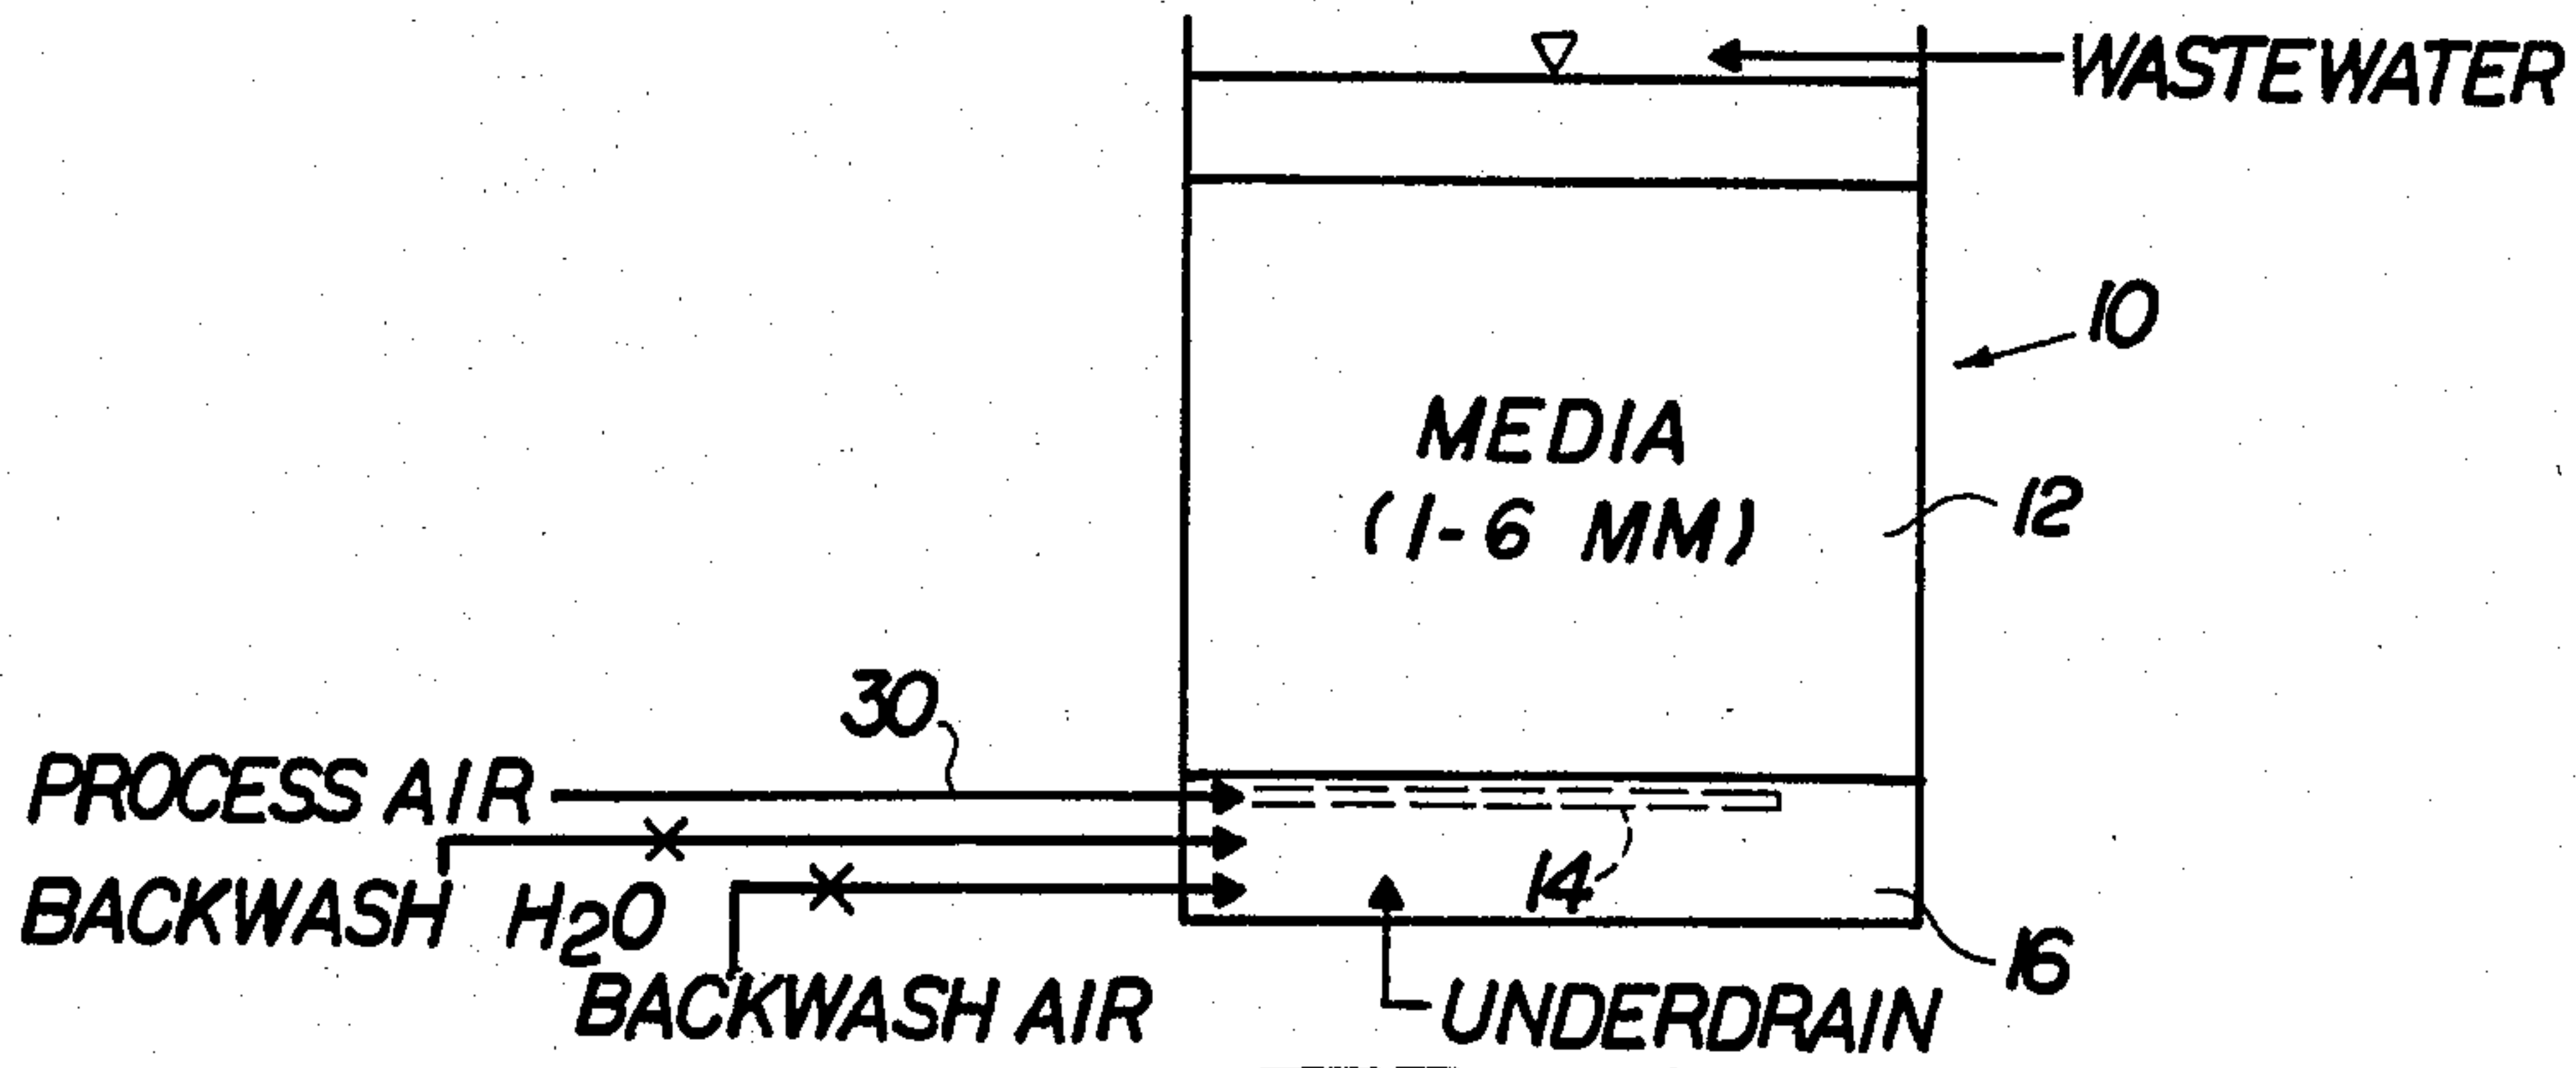 WASTEWATER
10
MEDIA
(1-6 MM)
12
30
PROCESS AIR
14
BACKWASH H2O
16
BACKWASH AIR
UNDERDRAIN